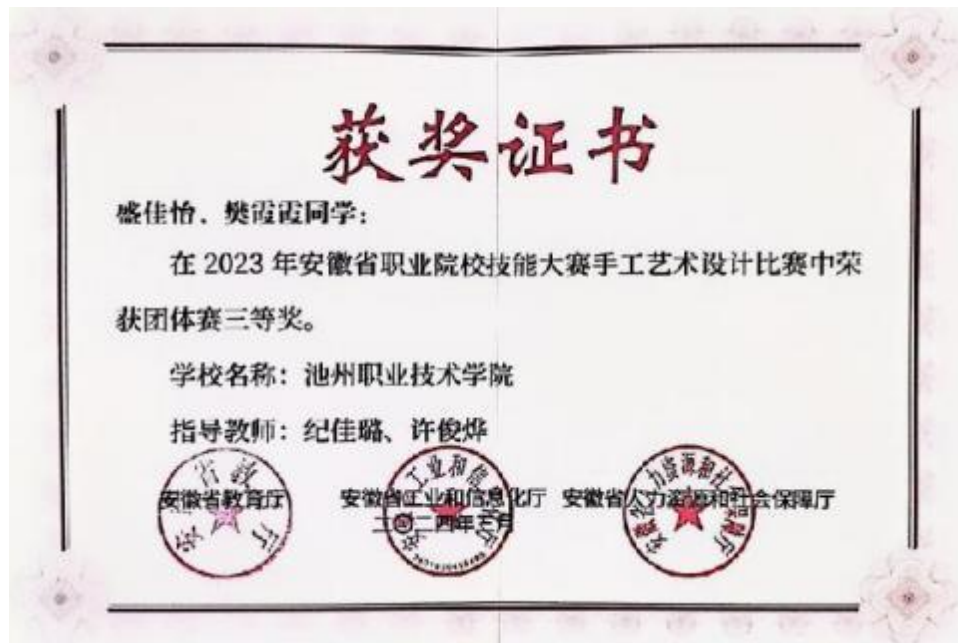 获奖证书
盛佳怡、樊霞霞同学：
在 2023 年安徽省职业院校技能大赛手工艺术设计比赛中荣
获团体赛三等奖。
学校名称：池州职业技术学院
指导教师：纪佳璐、许俊烨
安徽省教育厅 安徽省工业和信息化厅 安徽省人力资源和社会保障厅
二〇二四年三月